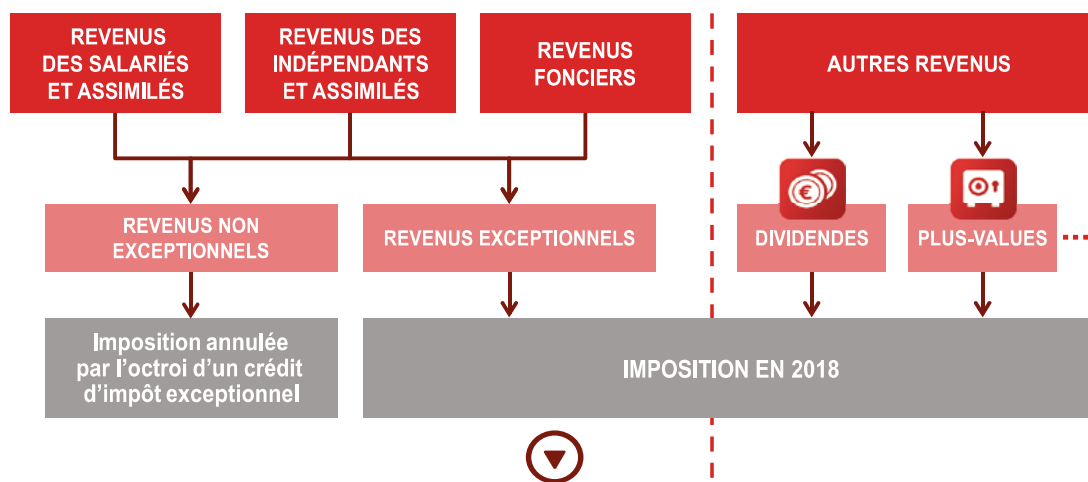 REVENUS
DES SALARIÉS
ET ASSIMILÉS
REVENUS DES
INDÉPENDANTS
ET ASSIMILÉS
REVENUS
FONCIERS
AUTRES REVENUS
REVENUS NON
EXCEPTIONNELS
REVENUS EXCEPTIONNELS
€
DIVIDENDES
PLUS-VALUES
Imposition annulée
par l’octroi d’un crédit
d’impôt exceptionnel
IMPOSITION EN 2018